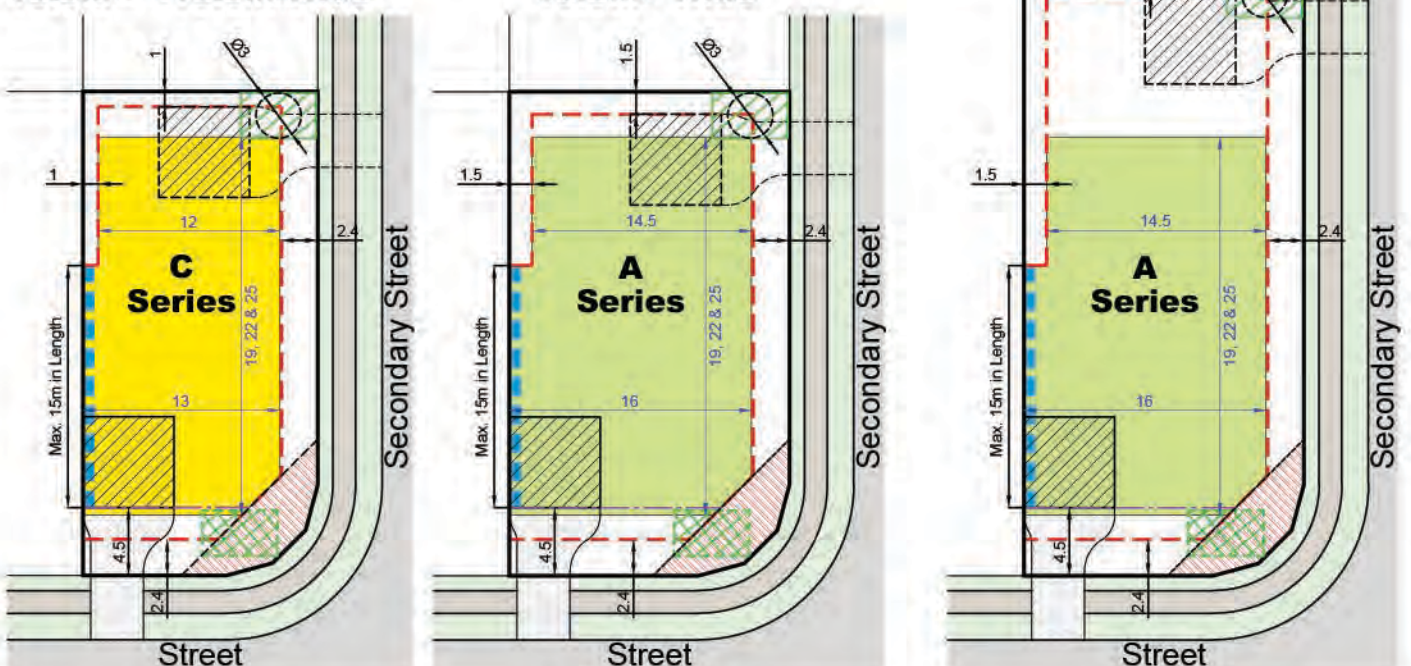 1
Ø3
1
12
2.4
C
Series
19, 22 & 25
Max. 15m in Length
13
4.5
2.4
Street
Secondary Street
1.5
Ø3
1.5
14.5
2.4
A
Series
19, 22 & 25
Max. 15m in Length
16
4.5
2.4
Street
Secondary Street
1.5
14.5
2.4
A
Series
19, 22 & 25
Max. 15m in Length
16
4.5
2.4
Street
Secondary Street